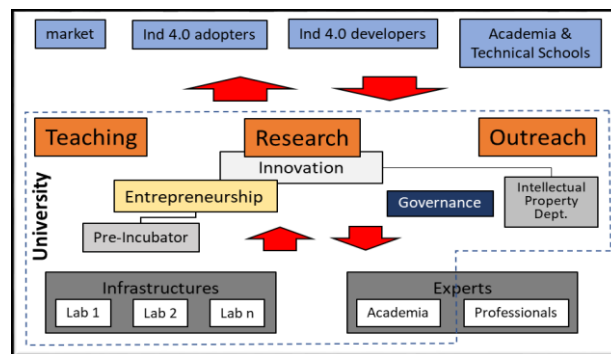 market
Ind 4.0 adopters
Ind 4.0 developers
Academia &
Technical Schools
Teaching
Research
Outreach
Innovation
University
Entrepreneurship
Governance
Intellectual
Property
Dept.
Pre-Incubator
Infrastructures
Lab 1
Lab 2
Lab n
Experts
Academia
Professionals